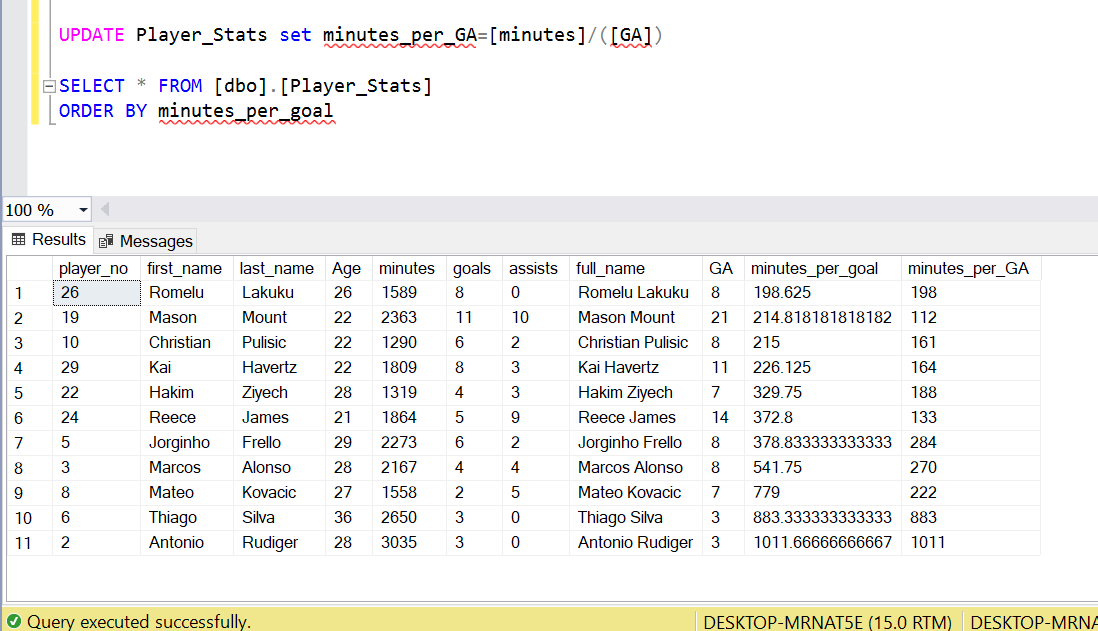 UPDATE Player_Stats set minutes_per_GA=[minutes]/([GA])
SELECT * FROM [dbo].[Player_Stats]
ORDER BY minutes_per_goal
100 %
Results Messages
player_no first_name last_name Age minutes goals assists full_name GA minutes_per_goal minutes_per_GA
1 26 Romelu Lakuku 26 1589 8 0 Romelu Lakuku 8 198.625 198
2 19 Mason Mount 22 2363 11 10 Mason Mount 21 214.818181818182 112
3 10 Christian Pulisic 22 1290 6 2 Christian Pulisic 8 215 161
4 29 Kai Havertz 22 1809 8 3 Kai Havertz 11 226.125 164
5 22 Hakim Ziyech 28 1319 4 3 Hakim Ziyech 7 329.75 188
6 24 Reece James 21 1864 5 9 Reece James 14 372.8 133
7 5 Jorginho Frello 29 2273 6 2 Jorginho Frello 8 378.833333333333 284
8 3 Marcos Alonso 28 2167 4 4 Marcos Alonso 8 541.75 270
9 8 Mateo Kovacic 27 1558 2 5 Mateo Kovacic 7 779 222
10 6 Thiago Silva 36 2650 3 0 Thiago Silva 3 883.333333333333 883
11 2 Antonio Rudiger 28 3035 3 0 Antonio Rudiger 3 1011.66666666667 1011
Query executed successfully. DESKTOP-MRNAT5E (15.0 RTM) DESKTOP-MRNA